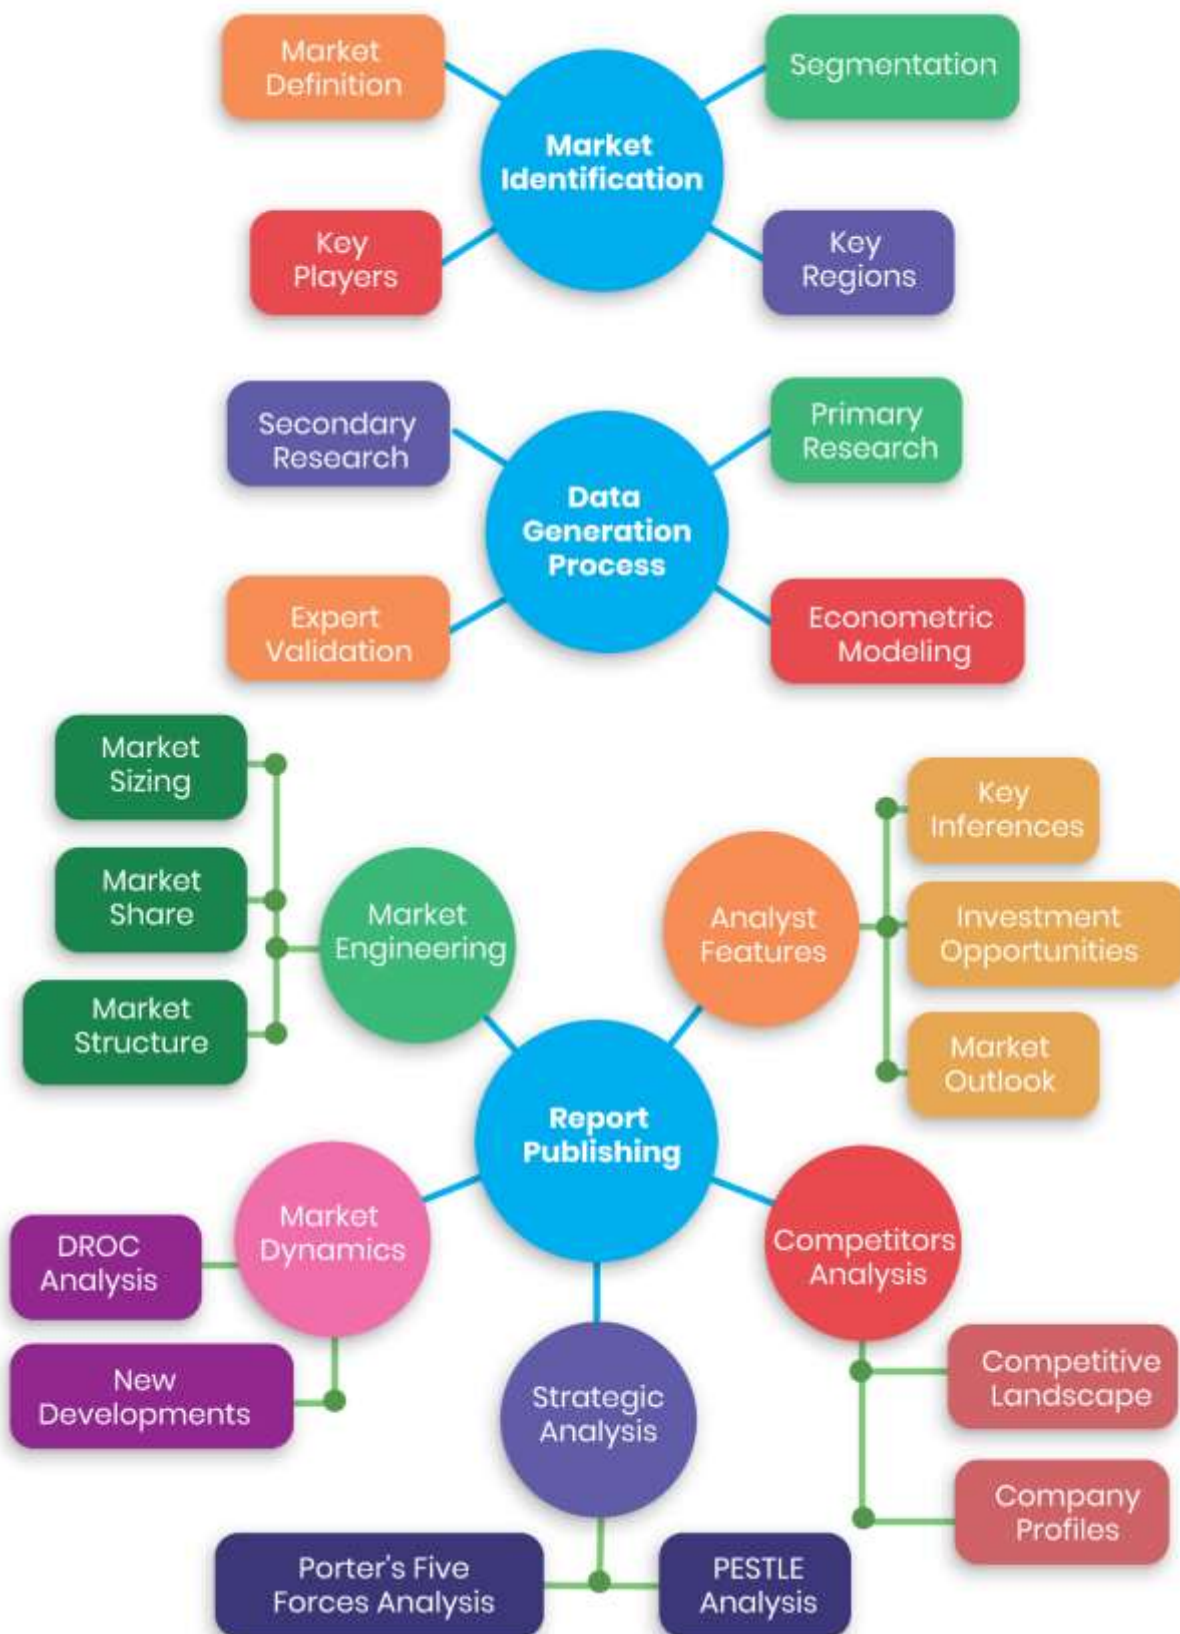 Market
Definition
Segmentation
Market
Identification
Key
Players
Key
Regions
Secondary
Research
Primary
Research
Data
Generation
Process
Expert
Validation
Econometric
Modeling
Market
Sizing
Market
Share
Market
Structure
Market
Engineering
Analyst
Features
Key
Inferences
Investment
Opportunities
Market
Outlook
Report
Publishing
Market
Dynamics
DROC
Analysis
New
Developments
Strategic
Analysis
Porter's Five
Forces Analysis
PESTLE
Analysis
Competitors
Analysis
Competitive
Landscape
Company
Profiles